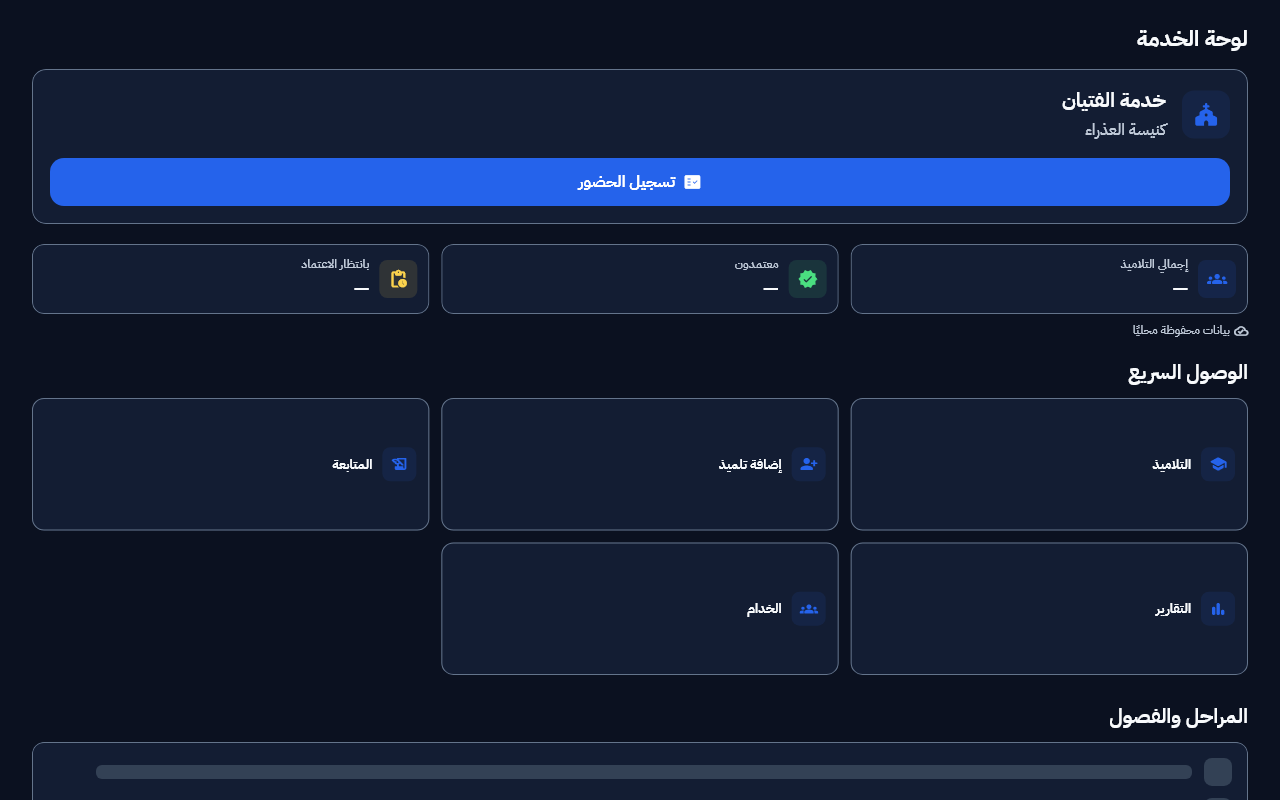 لوحة الخدمة
خدمة الفتيان
كنيسة العذراء
تسجيل الحضور
إجمالي التلاميذ
—
معتمدون
—
بانتظار الاعتماد
—
بيانات محفوظة محليًا
الوصول السريع
التلاميذ
إضافة تلميذ
المتابعة
التقارير
الخدام
المراحل والفصول